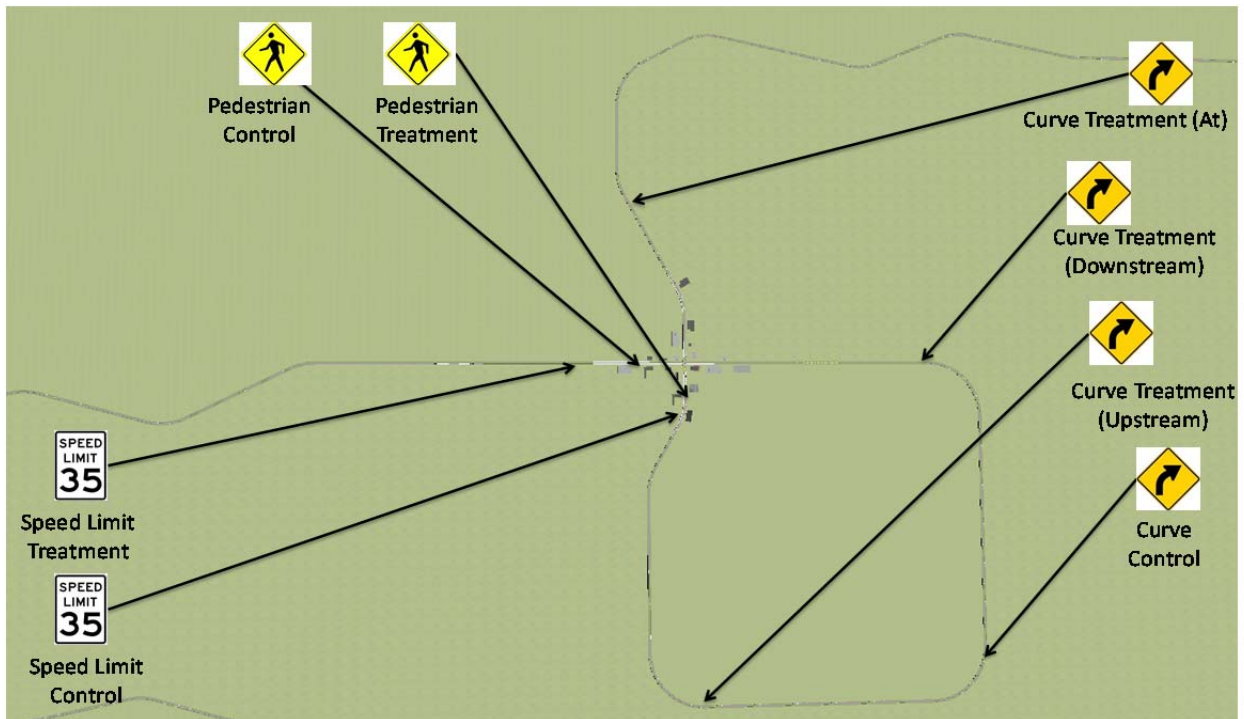 Pedestrian
Control
Pedestrian
Treatment
Curve Treatment (At)
Curve Treatment
(Downstream)
Curve Treatment
(Upstream)
Curve
Control
SPEED
LIMIT
35
Speed Limit
Treatment
SPEED
LIMIT
35
Speed Limit
Control